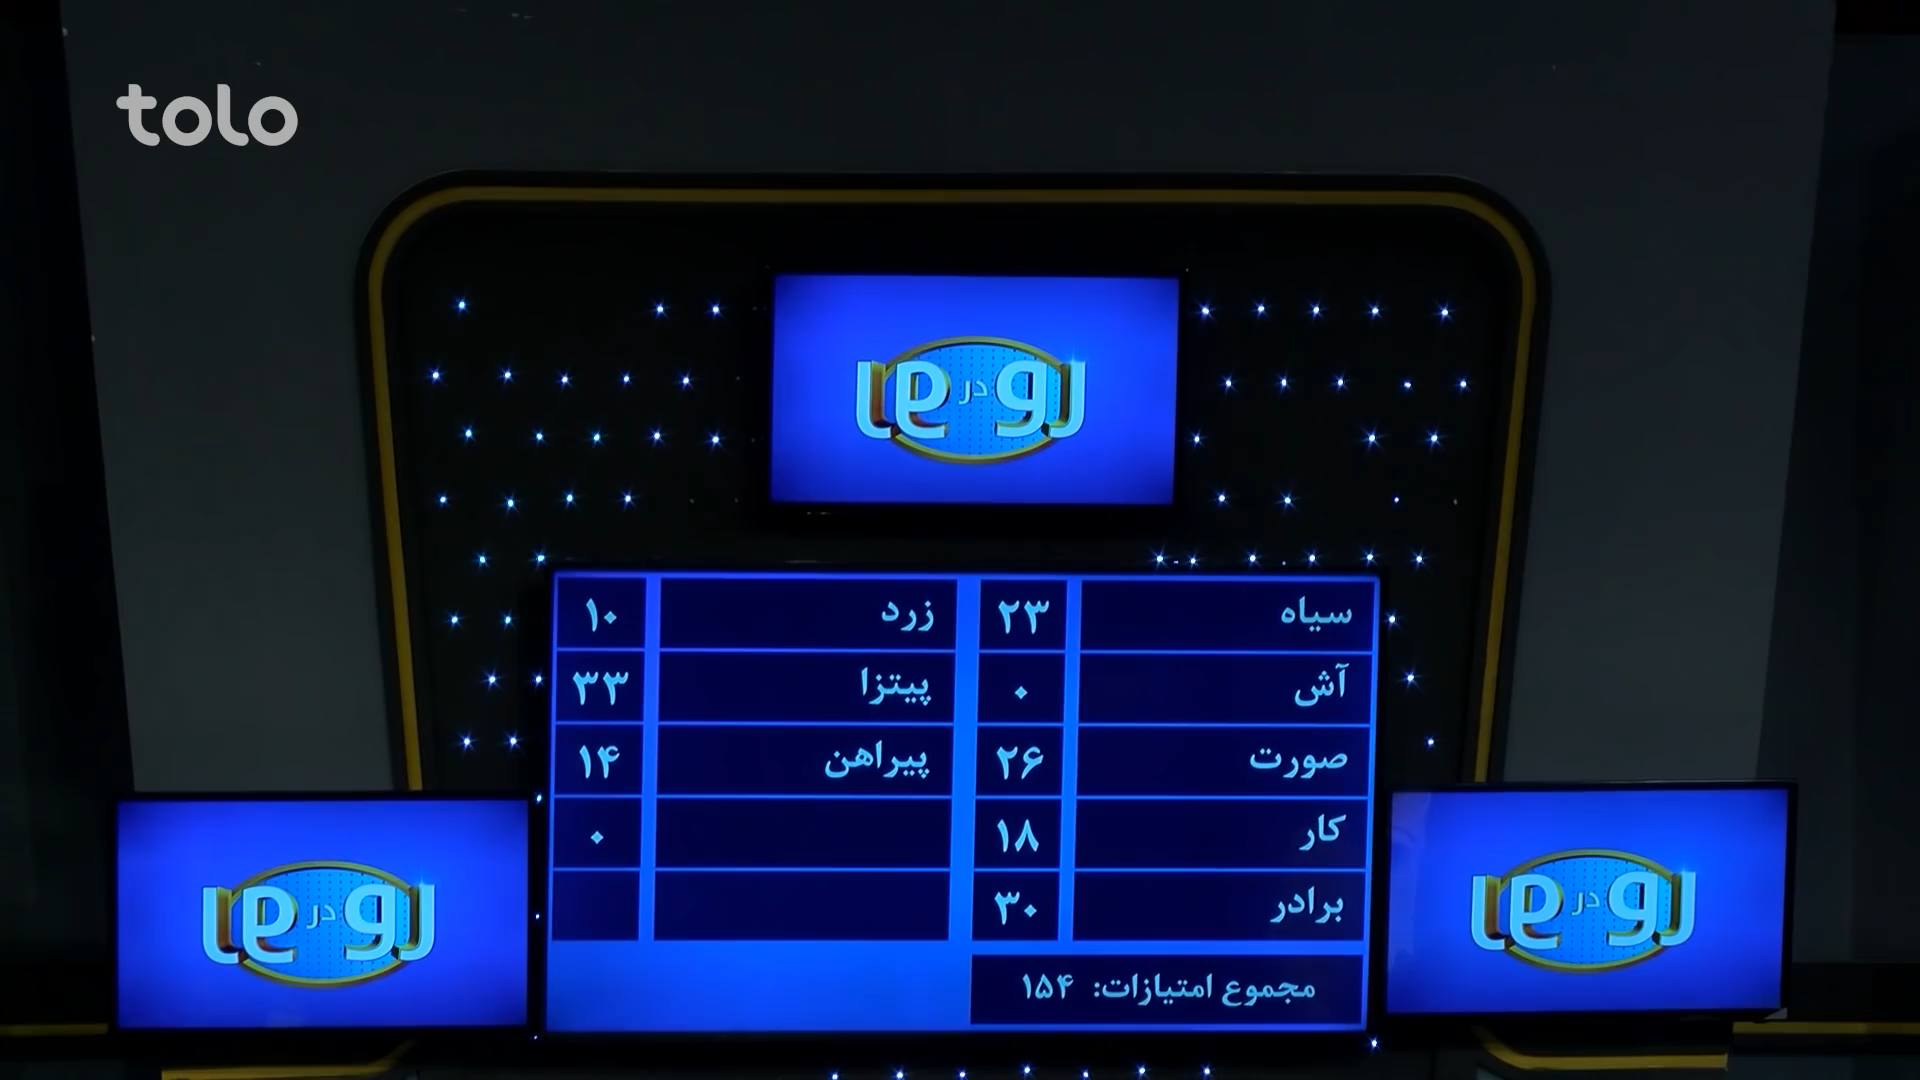 tolo
رو در رو
سیاه ۲۳ زرد ۱۰
آش ۰ پیتزا ۳۳
صورت ۲۶ پیراهن ۱۴
کار ۱۸ ۰
برادر ۳۰
مجموع امتیازات: ۱۵۴
رو در رو
رو در رو